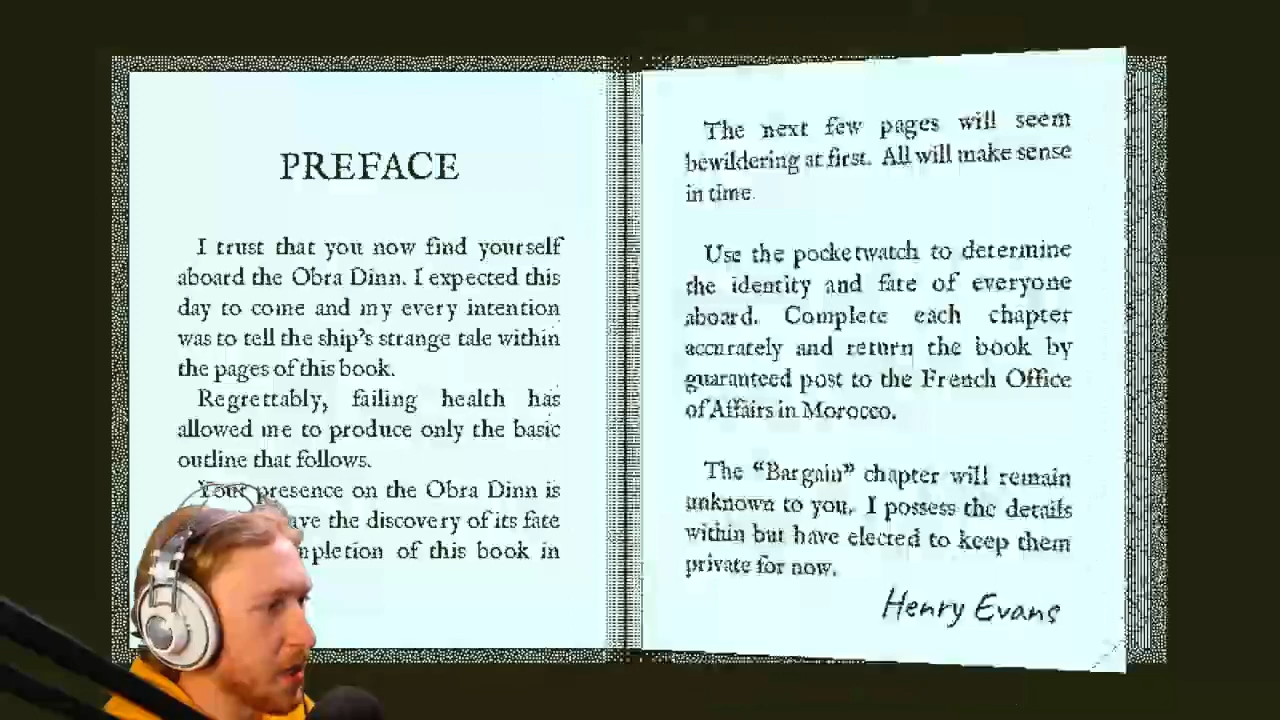 PREFACE
I trust that you now find yourself
aboard the Obra Dinn. I expected this
day to come and my every intention
was to tell the ship's strange tale within
the pages of this book.
Regrettably, failing health has
allowed me to produce only the basic
outline that follows.
Your presence on the Obra Dinn is
the discovery of its fate
of this book in
The next few pages will seem
bewildering at first. All will make sense
in time.
Use the pocketwatch to determine
the identity and fate of everyone
aboard. Complete each chapter
accurately and return the book by
guaranteed post to the French Office
of Affairs in Morocco.
The “Bargain” chapter will remain
unknown to you. I possess the details
within but have elected to keep them
private for now.
Henry Evans